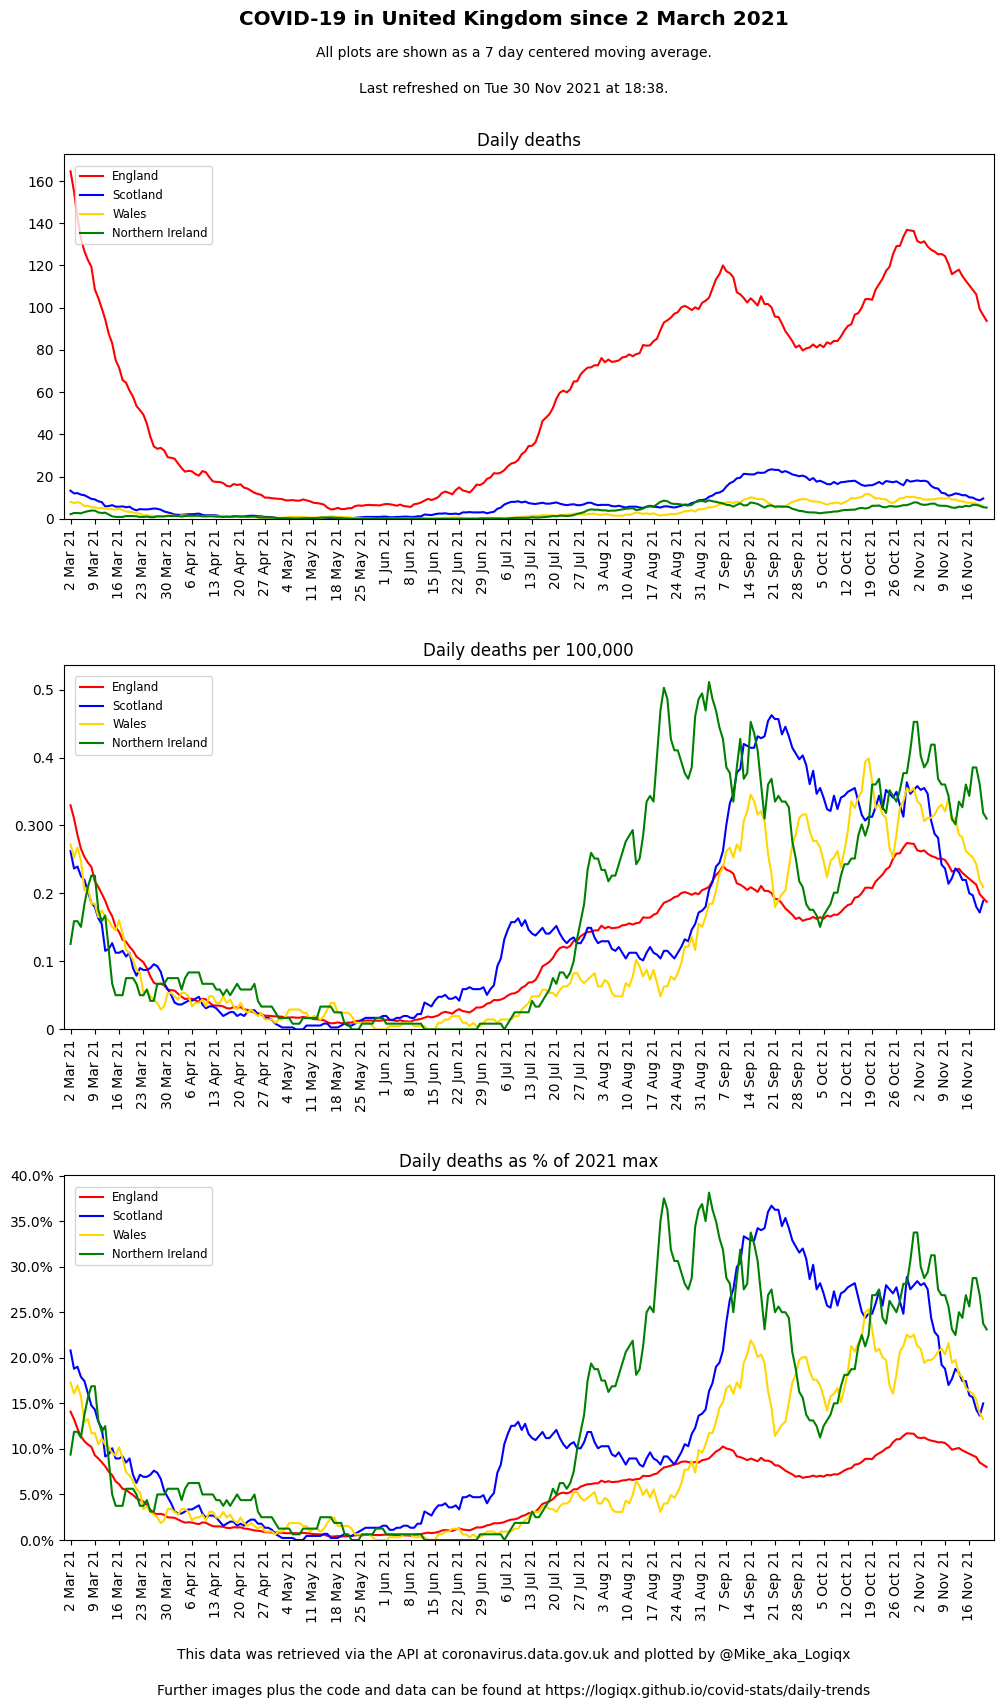 COVID-19 in United Kingdom since 2 March 2021
All plots are shown as a 7 day centered moving average.
Last refreshed on Tue 30 Nov 2021 at 18:38.
Daily deaths
England
Scotland
Wales
Northern Ireland
160
140
120
100
80
60
40
20
0
2 Mar 21
9 Mar 21
16 Mar 21
23 Mar 21
30 Mar 21
6 Apr 21
13 Apr 21
20 Apr 21
27 Apr 21
4 May 21
11 May 21
18 May 21
25 May 21
1 Jun 21
8 Jun 21
15 Jun 21
22 Jun 21
29 Jun 21
6 Jul 21
13 Jul 21
20 Jul 21
27 Jul 21
3 Aug 21
10 Aug 21
17 Aug 21
24 Aug 21
31 Aug 21
7 Sep 21
14 Sep 21
21 Sep 21
28 Sep 21
5 Oct 21
12 Oct 21
19 Oct 21
26 Oct 21
2 Nov 21
9 Nov 21
16 Nov 21
Daily deaths per 100,000
England
Scotland
Wales
Northern Ireland
0.5
0.4
0.300
0.2
0.1
0
2 Mar 21
9 Mar 21
16 Mar 21
23 Mar 21
30 Mar 21
6 Apr 21
13 Apr 21
20 Apr 21
27 Apr 21
4 May 21
11 May 21
18 May 21
25 May 21
1 Jun 21
8 Jun 21
15 Jun 21
22 Jun 21
29 Jun 21
6 Jul 21
13 Jul 21
20 Jul 21
27 Jul 21
3 Aug 21
10 Aug 21
17 Aug 21
24 Aug 21
31 Aug 21
7 Sep 21
14 Sep 21
21 Sep 21
28 Sep 21
5 Oct 21
12 Oct 21
19 Oct 21
26 Oct 21
2 Nov 21
9 Nov 21
16 Nov 21
Daily deaths as % of 2021 max
England
Scotland
Wales
Northern Ireland
40.0%
35.0%
30.0%
25.0%
20.0%
15.0%
10.0%
5.0%
0.0%
2 Mar 21
9 Mar 21
16 Mar 21
23 Mar 21
30 Mar 21
6 Apr 21
13 Apr 21
20 Apr 21
27 Apr 21
4 May 21
11 May 21
18 May 21
25 May 21
1 Jun 21
8 Jun 21
15 Jun 21
22 Jun 21
29 Jun 21
6 Jul 21
13 Jul 21
20 Jul 21
27 Jul 21
3 Aug 21
10 Aug 21
17 Aug 21
24 Aug 21
31 Aug 21
7 Sep 21
14 Sep 21
21 Sep 21
28 Sep 21
5 Oct 21
12 Oct 21
19 Oct 21
26 Oct 21
2 Nov 21
9 Nov 21
16 Nov 21
This data was retrieved via the API at coronavirus.data.gov.uk and plotted by @Mike_aka_Logiqx
Further images plus the code and data can be found at https://logiqx.github.io/covid-stats/daily-trends